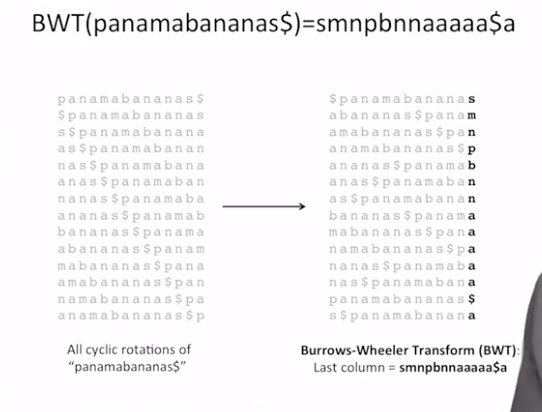 BWT(panamabananas$)=smnpbnnaaaaa$a
panamabananas$
$panamabananas
s$panamabanana
as$panamabanan
nas$panamabana
anas$panamaban
nanas$panamaba
ananas$panamab
bananas$panama
abananas$panam
mabananas$pana
amabananas$pan
namabananas$pa
anamabananas$p
All cyclic rotations of
“panamabananas$”
$panamabananas
abananas$panam
amabananas$pan
anamabananas$p
ananas$panamab
anas$panamaban
as$panamabanan
bananas$panama
mabananas$pana
namabananas$pa
nanas$panamaba
nas$panamabana
panamabananas$
s$panamabanana
Burrows-Wheeler Transform (BWT):
Last column = smnpbnnaaaaa$a